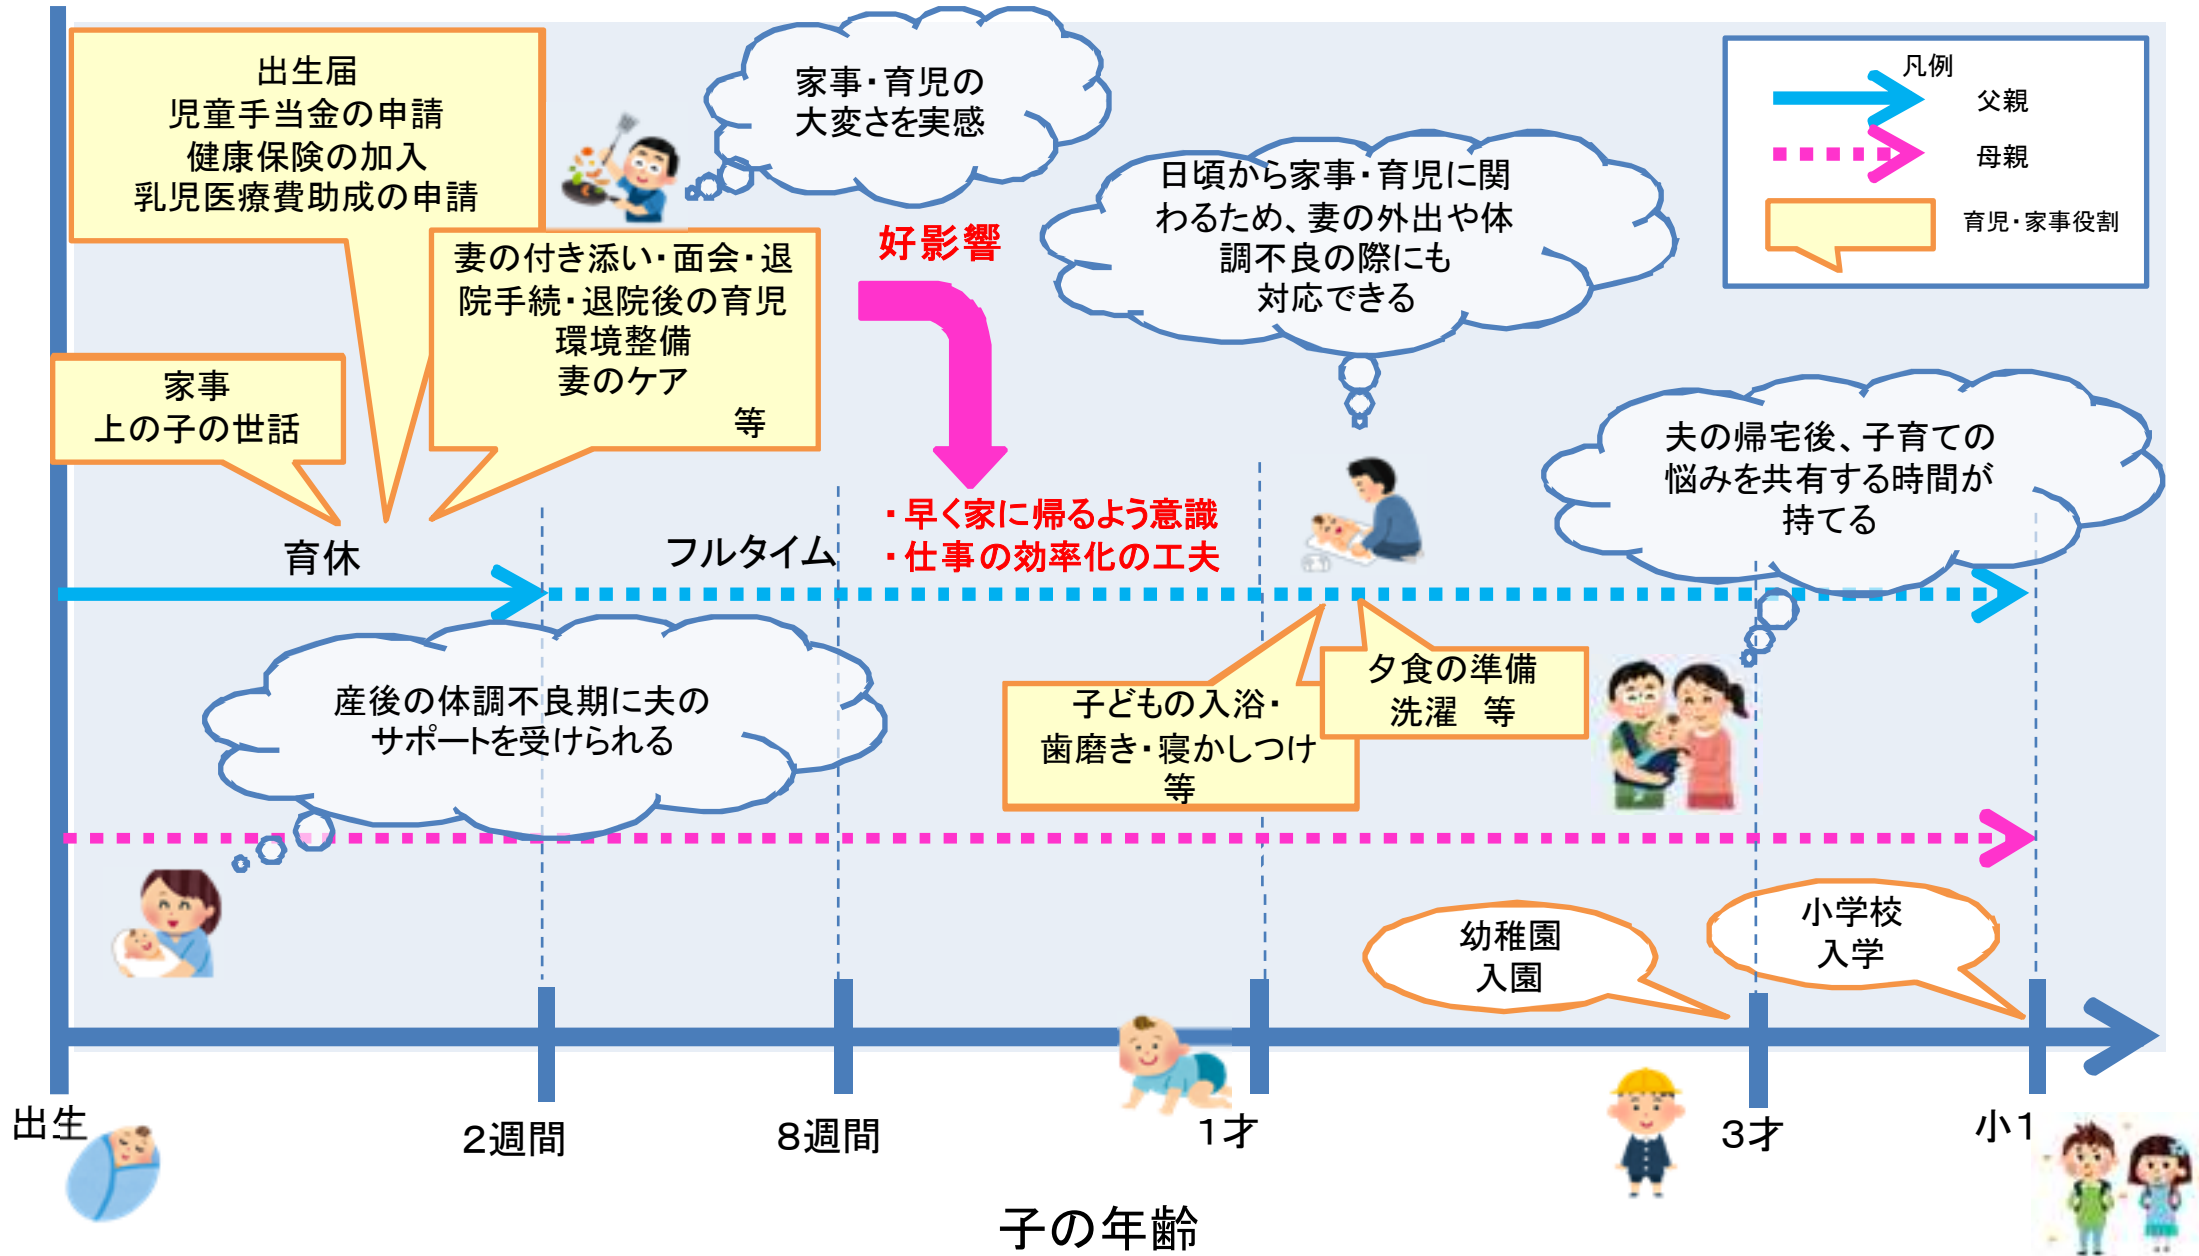 出生届
児童手当金の申請
健康保険の加入
乳児医療費助成の申請
家事・育児の
大変さを実感
凡例
父親
母親
育児・家事役割
日頃から家事・育児に関
わるため、妻の外出や体
調不良の際にも
対応できる
好影響
妻の付き添い・面会・退
院手続・退院後の育児
環境整備
妻のケア
等
家事
上の子の世話
夫の帰宅後、子育ての
悩みを共有する時間が
持てる
・早く家に帰るよう意識
・仕事の効率化の工夫
育休
フルタイム
産後の体調不良期に夫の
サポートを受けられる
子どもの入浴・
歯磨き・寝かしつけ
等
夕食の準備
洗濯　等
幼稚園
入園
小学校
入学
出生
２週間
８週間
１才
３才
小１
子の年齢